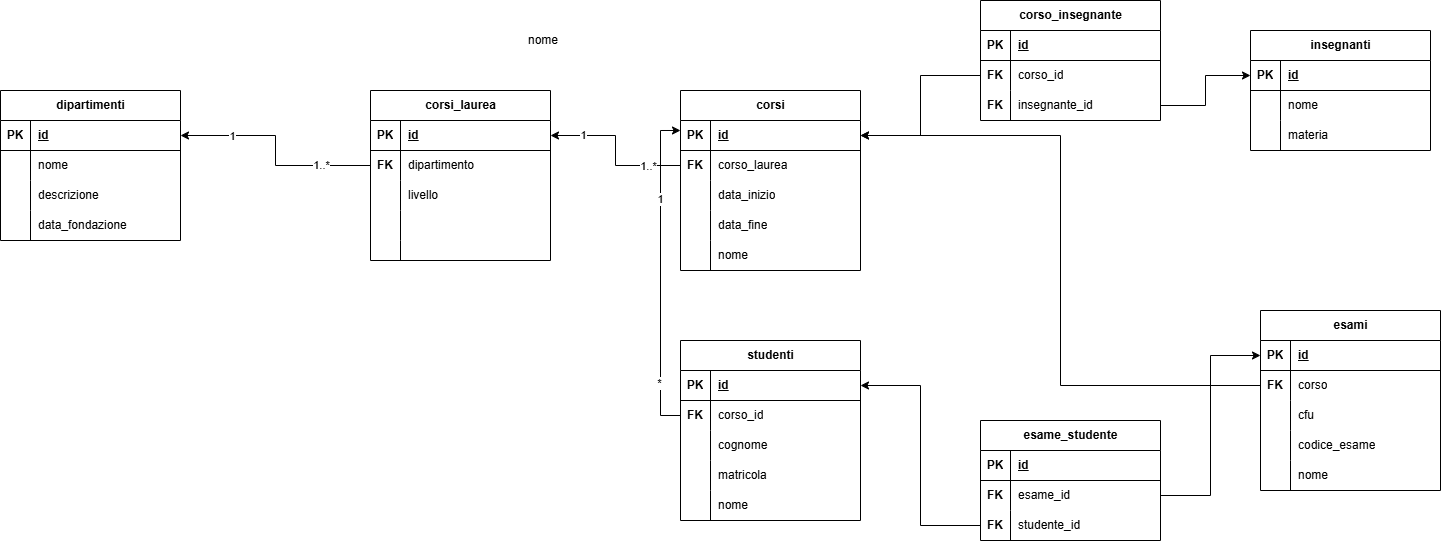 nome
dipartimenti
PK id
nome
descrizione
data_fondazione
1
1..*
corsi_laurea
PK id
FK dipartimento
livello
1
1..*
corsi
PK id
FK corso_laurea
data_inizio
data_fine
nome
1
*
studenti
PK id
FK corso_id
cognome
matricola
nome
corso_insegnante
PK id
FK corso_id
FK insegnante_id
insegnanti
PK id
nome
materia
esame_studente
PK id
FK esame_id
FK studente_id
esami
PK id
FK corso
cfu
codice_esame
nome